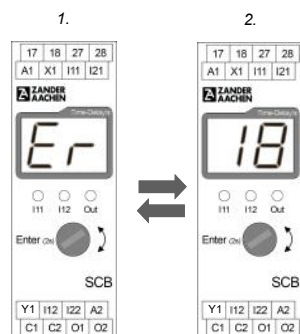 1.
17 18 27 28
A1 X1 I11 I21
ZANDER
AACHEN
Time-Delay/s
Er
I11 I12 Out
Enter (2s)
SCB
Y1 I12 I22 A2
C1 C2 O1 O2
2.
17 18 27 28
A1 X1 I11 I21
ZANDER
AACHEN
Time-Delay/s
18
I11 I12 Out
Enter (2s)
SCB
Y1 I12 I22 A2
C1 C2 O1 O2